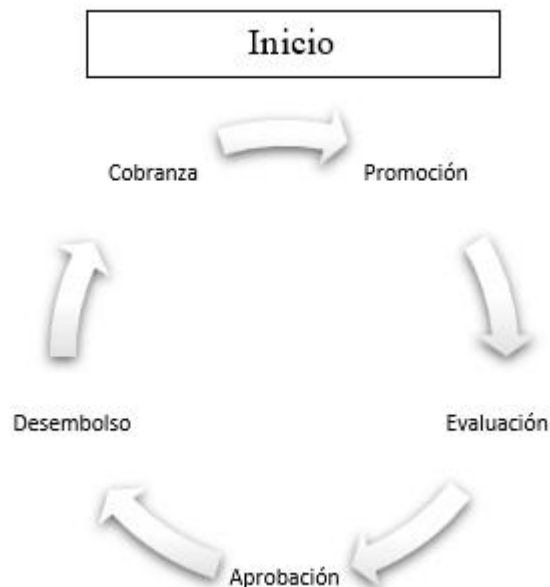 Inicio
Cobranza
Promoción
Desembolso
Evaluación
Aprobación